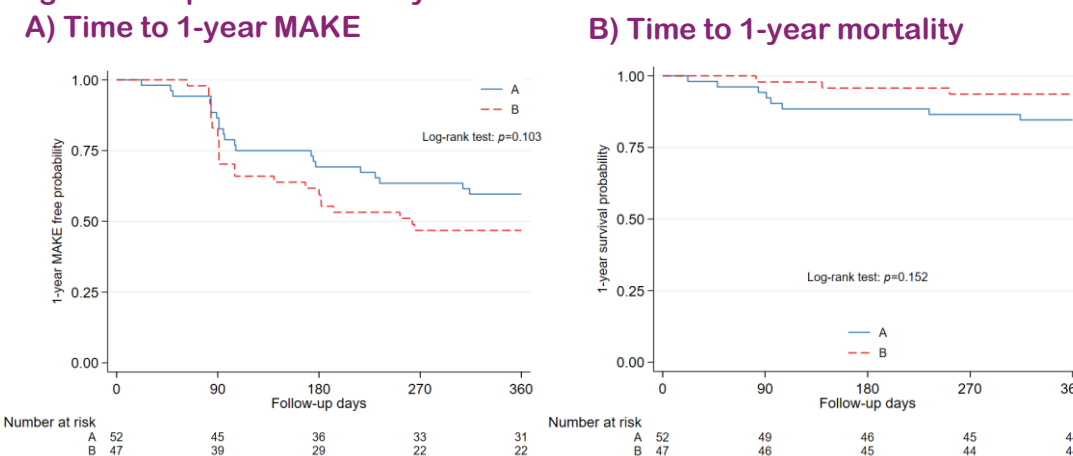 A) Time to 1-year MAKE
1.00
0.75
0.50
0.25
0.00
1-year MAKE free probability
A
B
Log-rank test: p=0.103
0 90 180 270 360
Follow-up days
Number at risk
A 52 45 36 33 31
B 47 39 29 22 22
B) Time to 1-year mortality
1.00
0.75
0.50
0.25
0.00
1-year survival probability
Log-rank test: p=0.152
A
B
0 90 180 270
Follow-up days
Number at risk
A 52 49 46 45
B 47 46 45 44